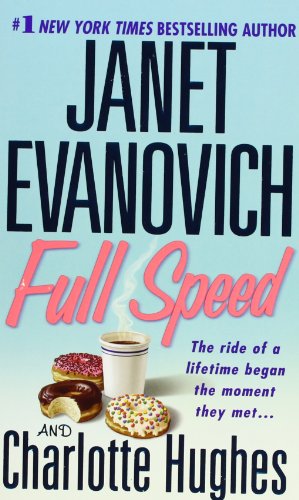 #1 NEW YORK TIMES BESTSELLING AUTHOR
JANET
EVANOVICH
Full Speed
The ride of a
lifetime began
the moment
they met...
AND
Charlotte Hughes